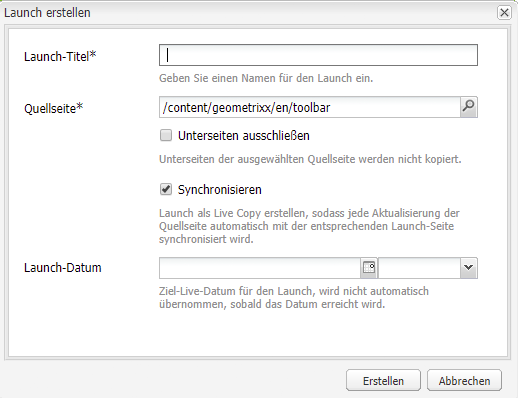 Launch erstellen
Launch-Titel*
Geben Sie einen Namen für den Launch ein.
Quellseite*
/content/geometrixx/en/toolbar
Unterseiten ausschließen
Unterseiten der ausgewählten Quellseite werden nicht kopiert.
Synchronisieren
Launch als Live Copy erstellen, sodass jede Aktualisierung der
Quellseite automatisch mit der entsprechenden Launch-Seite
synchronisiert wird.
Launch-Datum
Ziel-Live-Datum für den Launch, wird nicht automatisch
übernommen, sobald das Datum erreicht wird.
Erstellen
Abbrechen